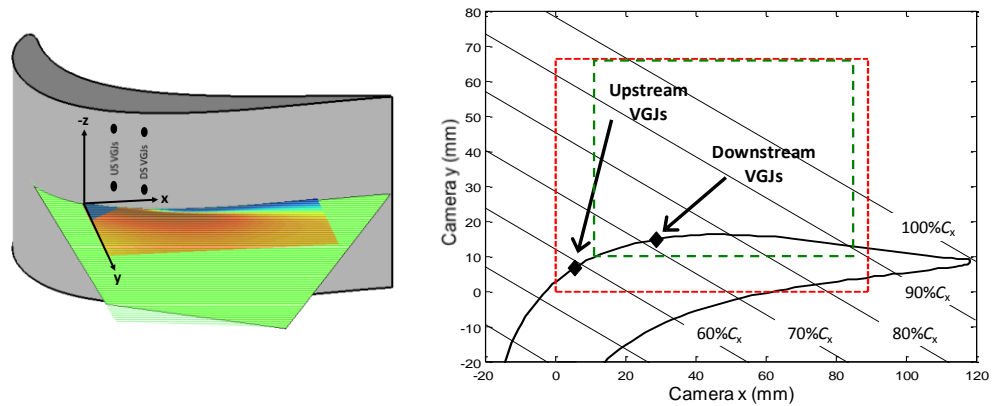 -z
US VGJs
DS VGJs
x
y
80
70
60
50
40
30
20
10
0
-10
-20
Camera y (mm)
Upstream
VGJs
Downstream
VGJs
100%Cx
90%Cx
60%Cx
70%Cx
80%Cx
-20
0
20
40
60
80
100
120
Camera x (mm)